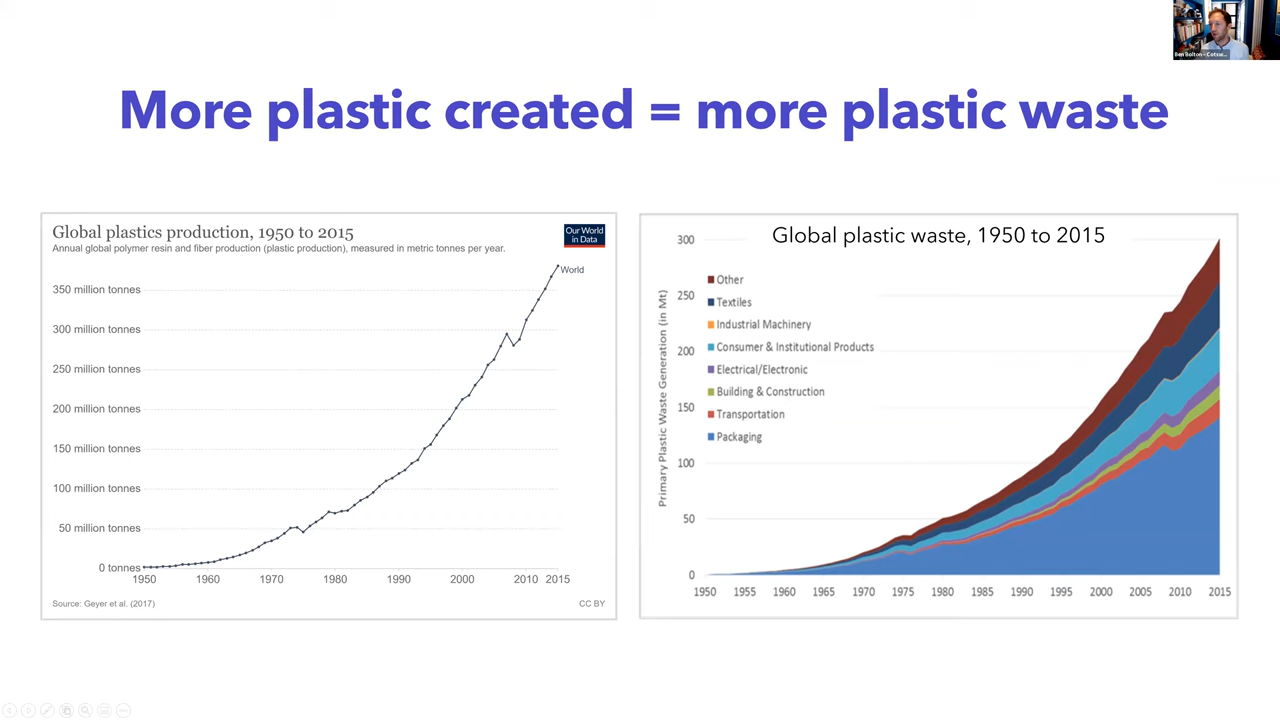 Ben Bolton - Cotsw...
More plastic created = more plastic waste
Global plastics production, 1950 to 2015
Annual global polymer resin and fiber production (plastic production), measured in metric tonnes per year.
Our World
in Data
World
350 million tonnes
300 million tonnes
250 million tonnes
200 million tonnes
150 million tonnes
100 million tonnes
50 million tonnes
0 tonnes
1950 1960 1970 1980 1990 2000 2010 2015
Source: Geyer et al. (2017)
CC BY
Global plastic waste, 1950 to 2015
Primary Plastic Waste Generation (in Mt)
300
250
200
150
100
50
0
Other
Textiles
Industrial Machinery
Consumer & Institutional Products
Electrical/Electronic
Building & Construction
Transportation
Packaging
1950 1955 1960 1965 1970 1975 1980 1985 1990 1995 2000 2005 2010 2015